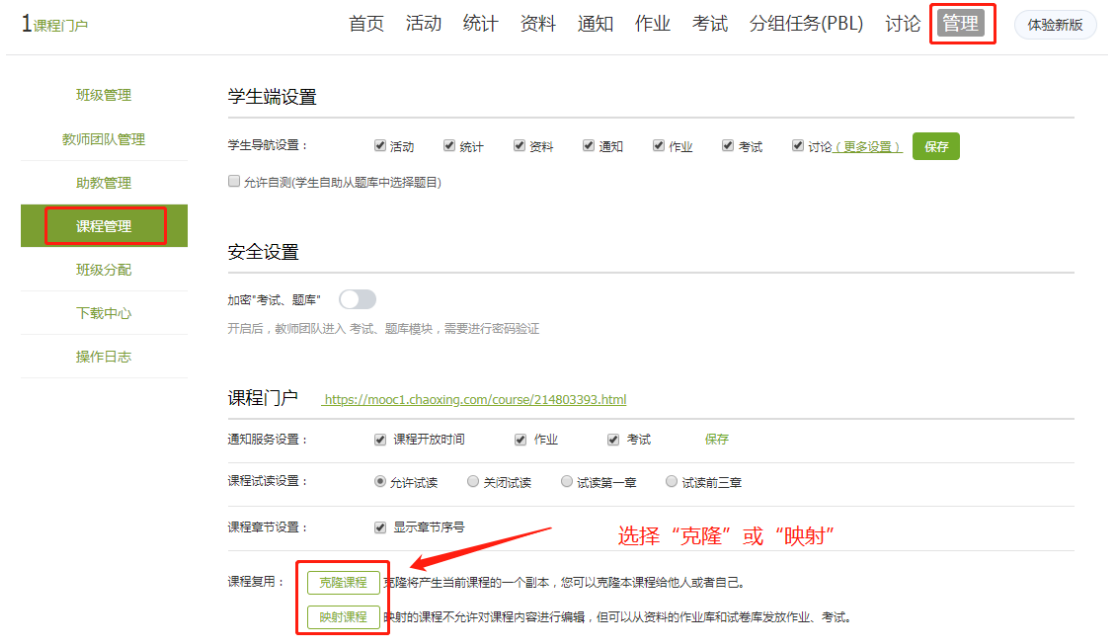 1课程门户 首页 活动 统计 资料 通知 作业 考试 分组任务(PBL) 讨论 管理 体验新版
班级管理
教师团队管理
助教管理
课程管理
班级分配
下载中心
操作日志
学生端设置
学生导航设置： 活动 统计 资料 通知 作业 考试 讨论(更多设置) 保存
允许自测(学生自助从题库中选择题目)
安全设置
加密"考试、题库"
开启后，教师团队进入 考试、题库模块，需要进行密码验证
课程门户 https://mooc1.chaoxing.com/course/214803393.html
通知服务设置： 课程开放时间 作业 考试 保存
课程试读设置： 允许试读 关闭试读 试读第一章 试读前三章
课程章节设置： 显示章节序号
选择“克隆”或“映射”
课程复用： 克隆课程 克隆将产生当前课程的一个副本，您可以克隆本课程给他人或者自己。
映射课程 映射的课程不允许对课程内容进行编辑，但可以从资料的作业库和试卷库发放作业、考试。